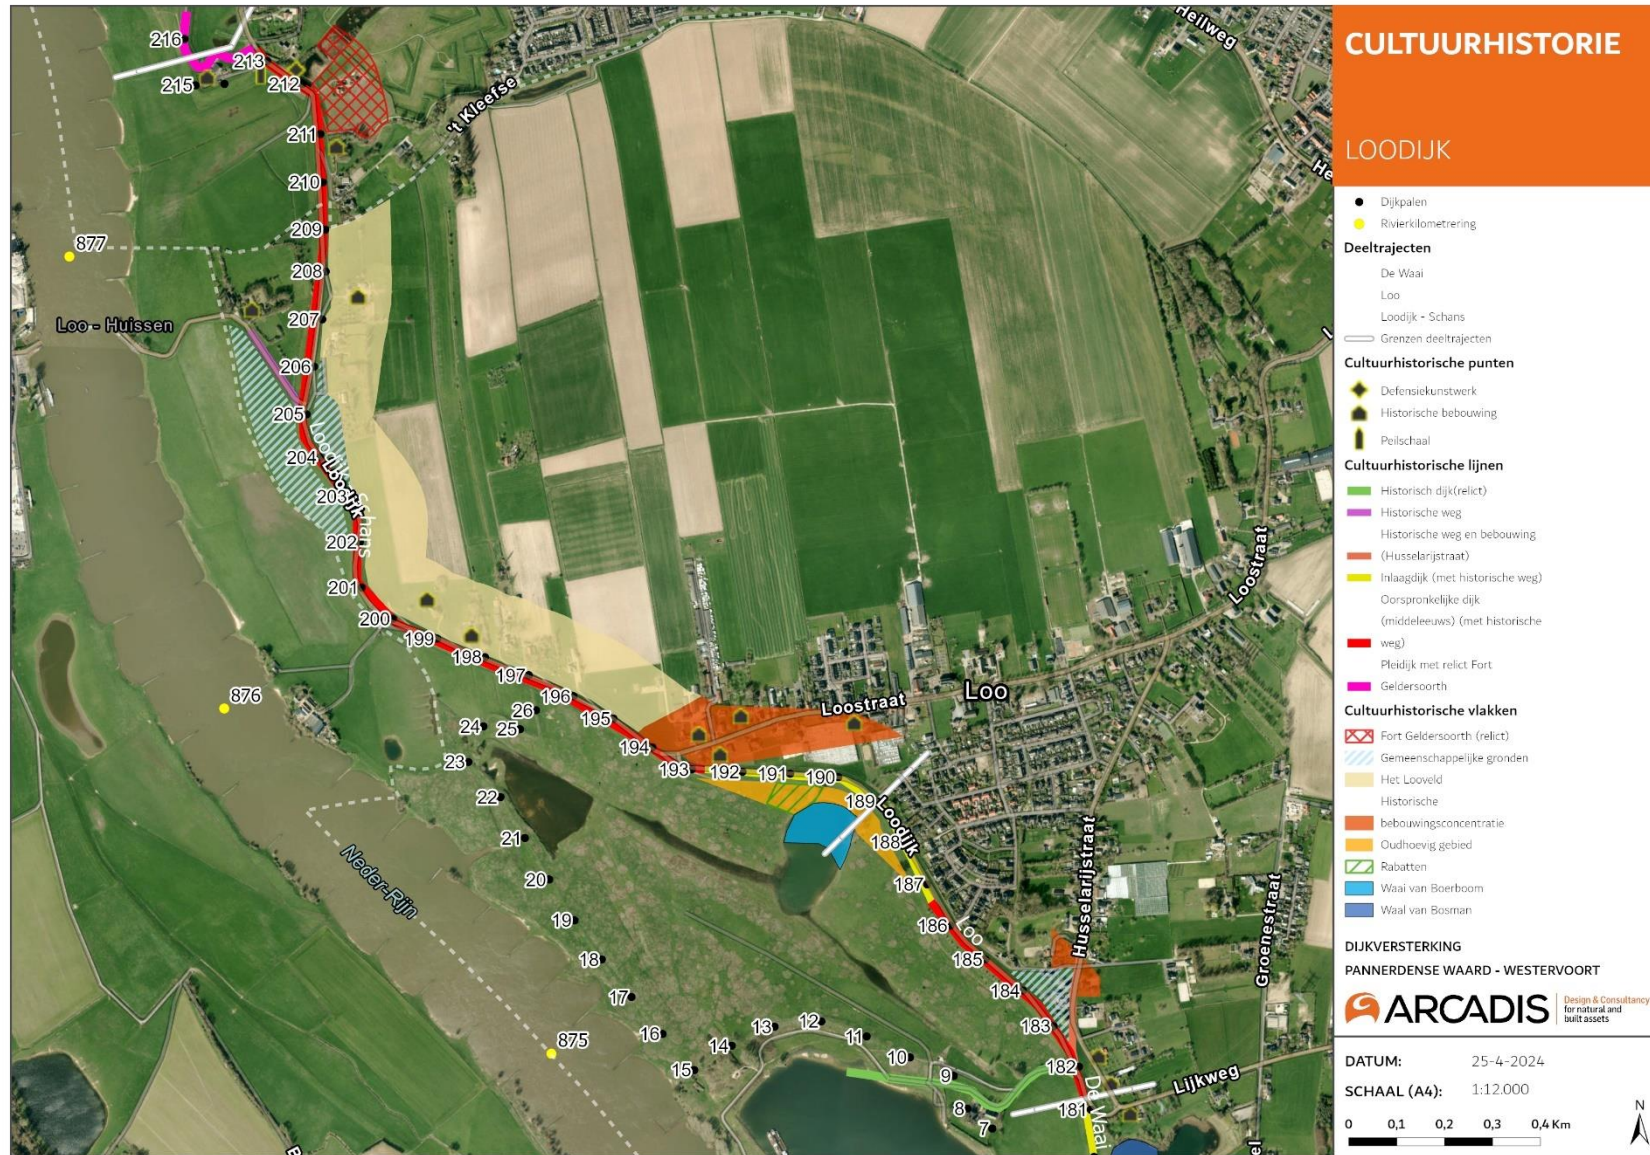 216
213
215
212
't Kleefse
Heilweg
211
210
He
209
877
208
207
Loo - Huissen
206
205
204
Loodijk - Schans
Loodijk
203
202
201
200
199
198
197
196
195
194
193
192
191
190
189
188
187
186
185
184
183
182
181
876
26
25
24
23
22
21
20
19
18
17
16
15
14
13
12
11
10
9
8
7
875
Loostraat
Loo
Loostraat
Loodijk
Loo
Husselarijstraat
Groenestraat
Neder-Rijn
Lijkweg
De Waai
el
CULTUURHISTORIE
LOODIJK
Dijkpalen
Rivierkilometrering
Deeltrajecten
De Waai
Loo
Loodijk - Schans
Grenzen deeltrajecten
Cultuurhistorische punten
Defensiekunstwerk
Historische bebouwing
Peilschaal
Cultuurhistorische lijnen
Historisch dijk(relict)
Historische weg
Historische weg en bebouwing
(Husselarijstraat)
Inlaagdijk (met historische weg)
Oorspronkelijke dijk
(middeleeuws) (met historische
weg)
Pleidijk met relict Fort
Geldersoorth
Cultuurhistorische vlakken
Fort Geldersoorth (relict)
Gemeenschappelijke gronden
Het Looveld
Historische
bebouwingsconcentratie
Oudhoevig gebied
Rabatten
Waai van Boerboom
Waal van Bosman
DIJKVERSTERKING
PANNERDENSE WAARD - WESTERVOORT
ARCADIS
Design & Consultancy
for natural and
built assets
DATUM: 25-4-2024
SCHAAL (A4): 1:12.000
0 0,1 0,2 0,3 0,4 Km
N